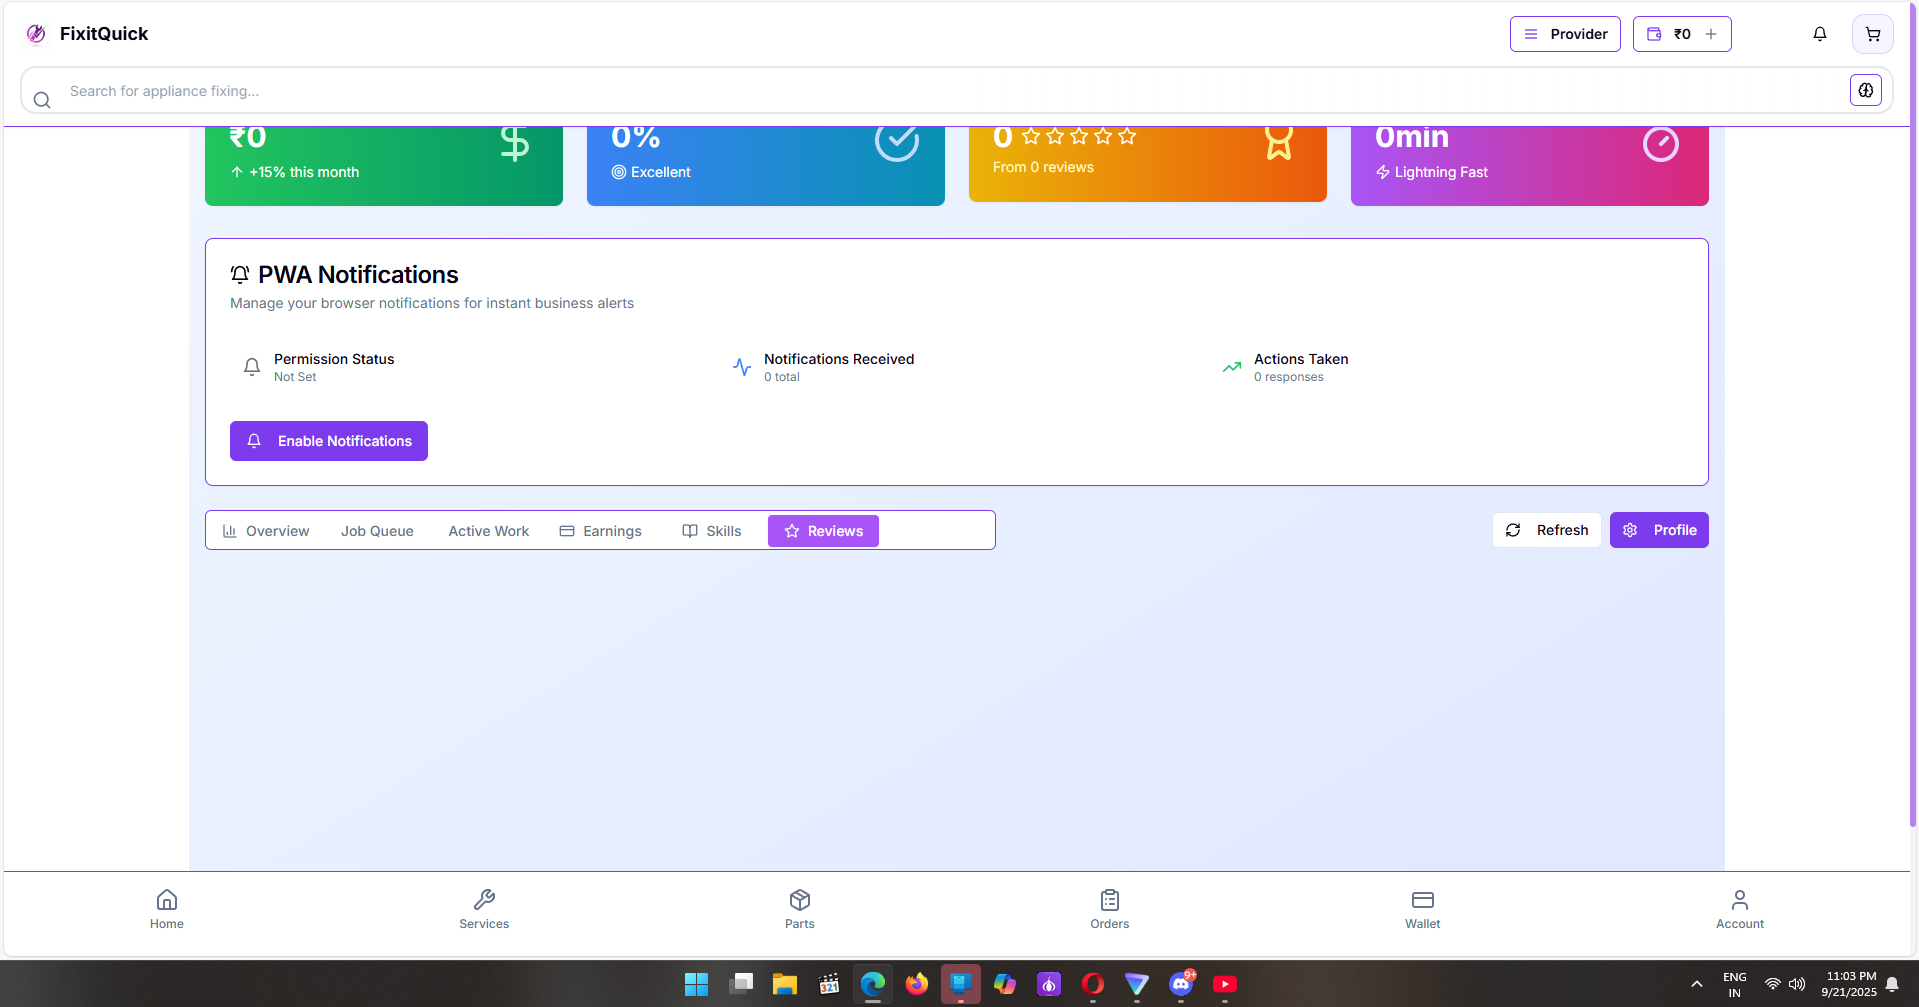 FixitQuick
Provider
₹0
Search for appliance fixing...
₹0
+15% this month
0%
Excellent
0
From 0 reviews
0min
Lightning Fast
PWA Notifications
Manage your browser notifications for instant business alerts
Permission Status
Not Set
Notifications Received
0 total
Actions Taken
0 responses
Enable Notifications
Overview Job Queue Active Work Earnings Skills Reviews
Refresh
Profile
Home Services Parts Orders Wallet Account
321
9+
ENG
IN
11:03 PM
9/21/2025